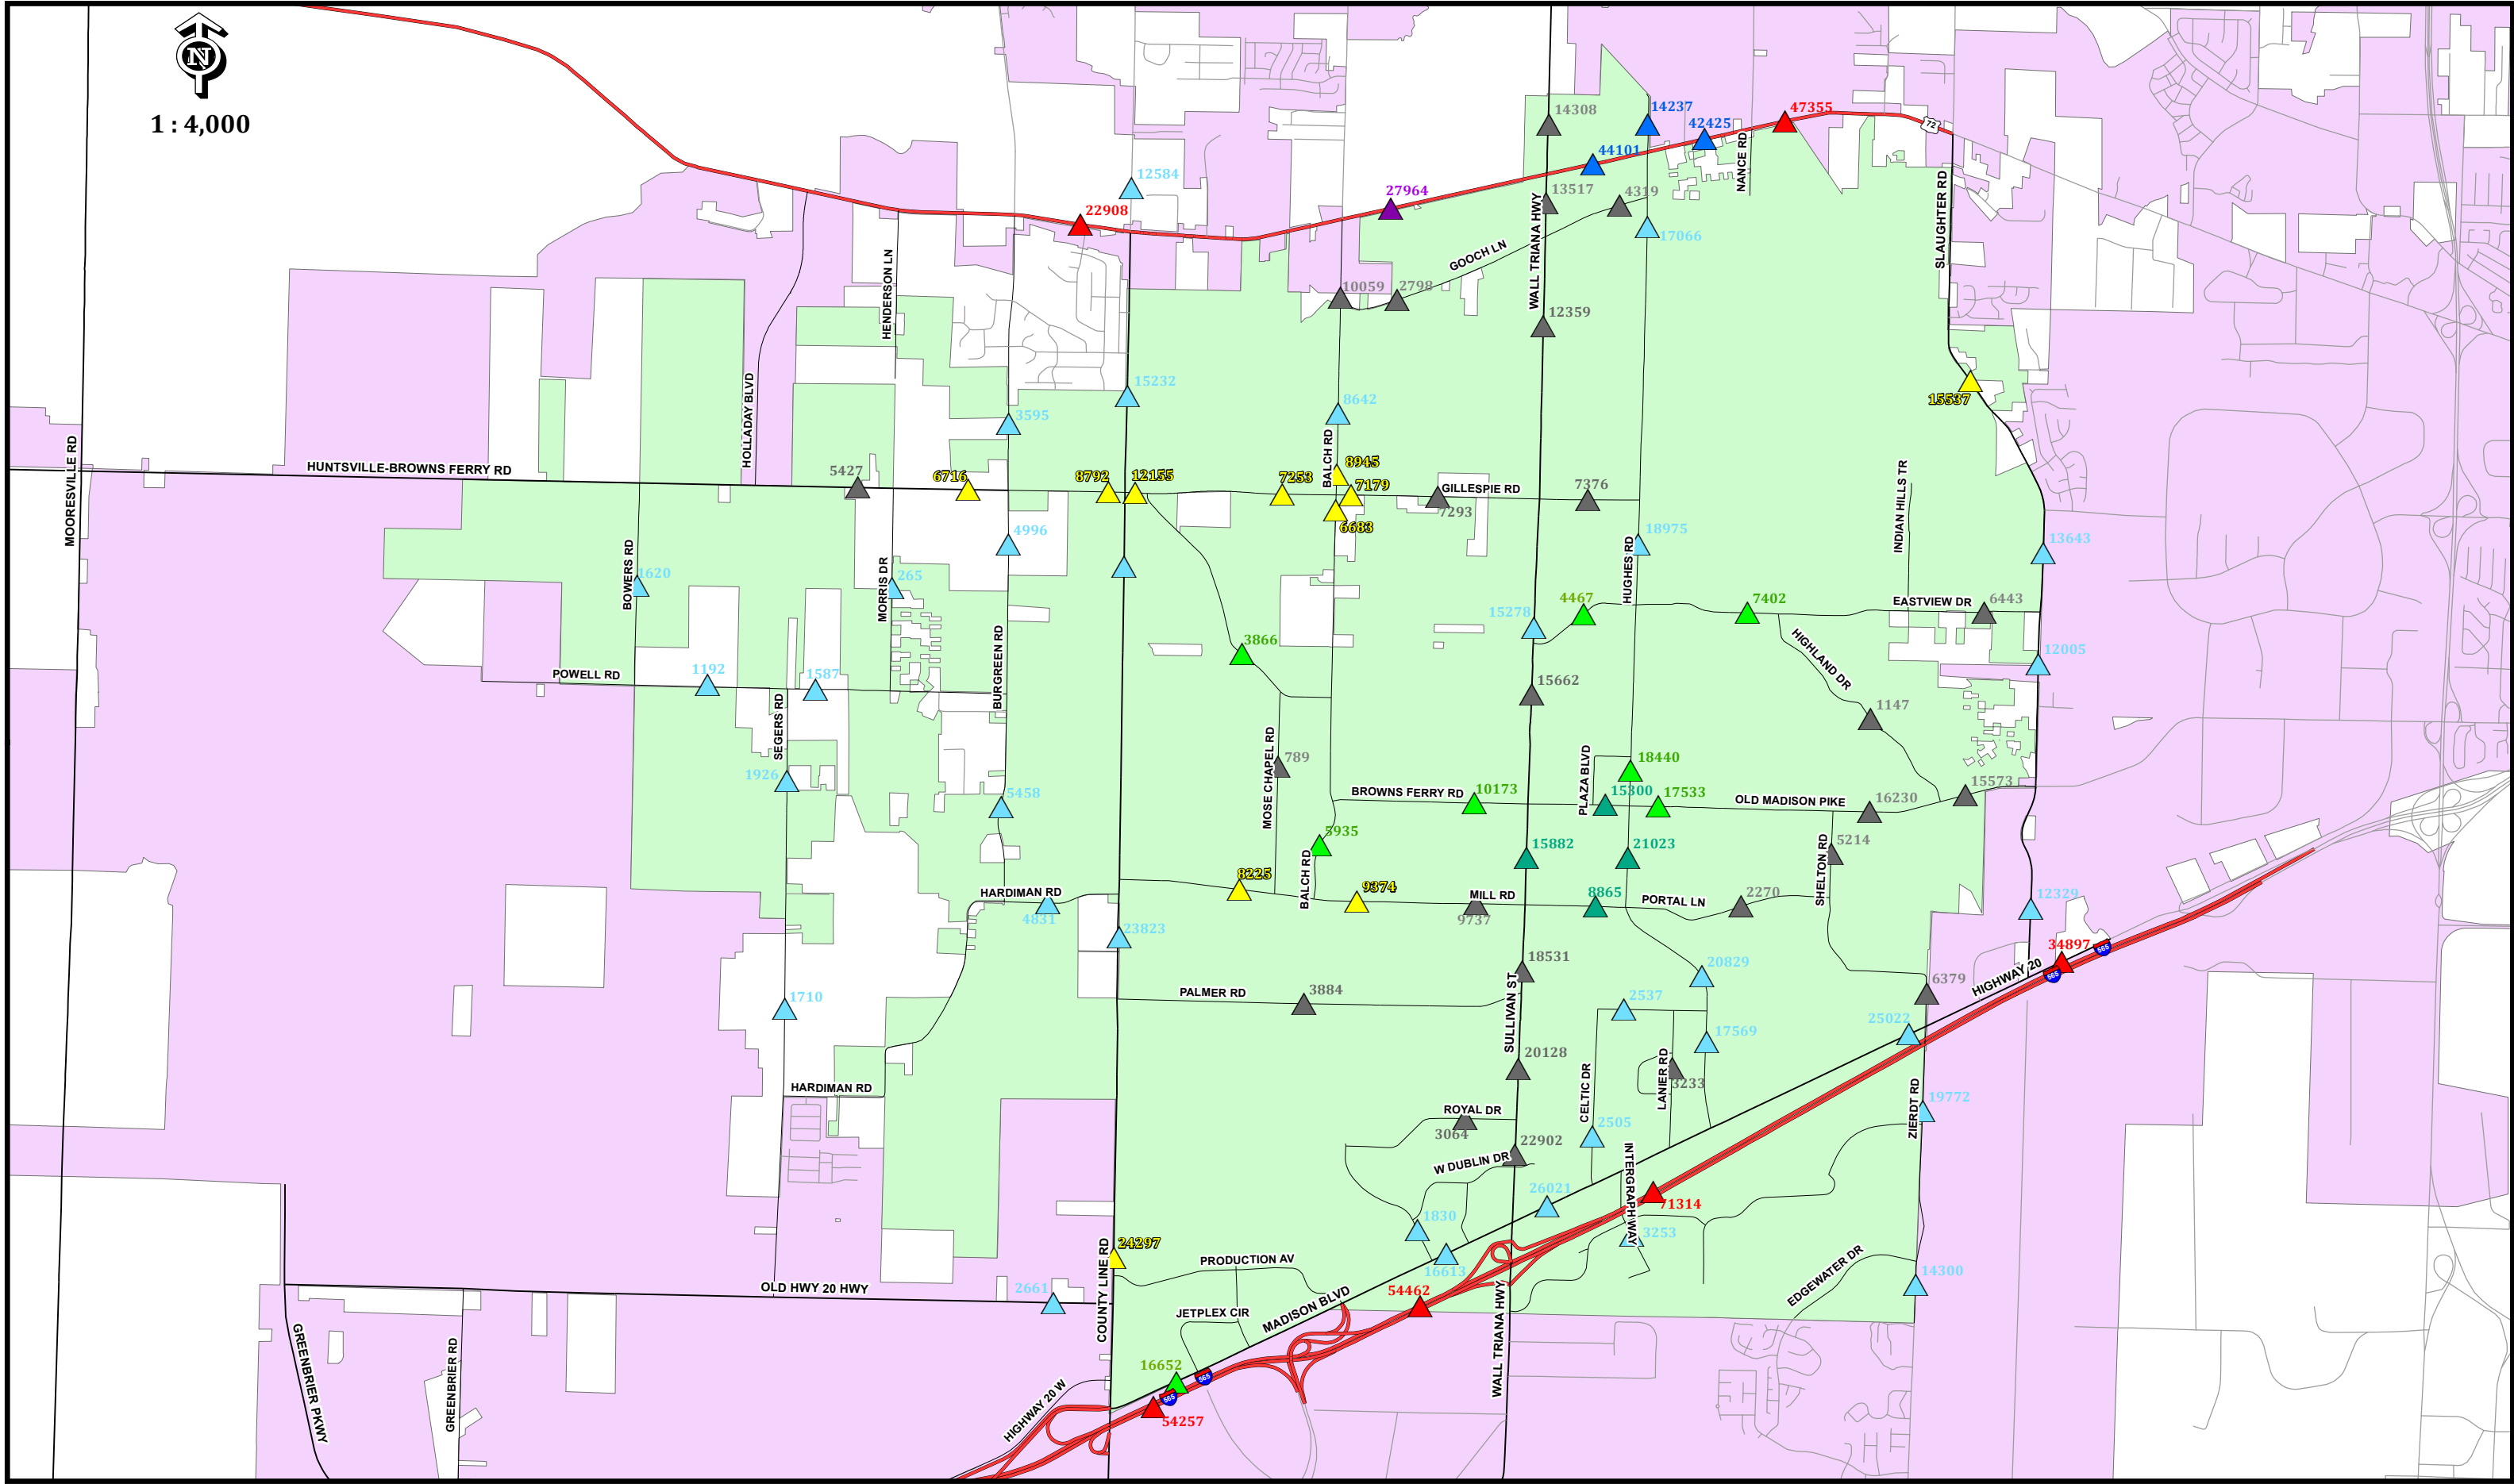 N
1 : 4,000
14308
14237
47355
42425
72
44101
NANCE RD
12584
27964
13517
4319
22908
17066
SLAUGHTER RD
WALL TRIANA HWY
GOOCH LN
HENDERSON LN
10059
2798
12359
15232
8642
15537
3595
HOLLADAY BLVD
MOORESVILLE RD
HUNTSVILLE-BROWNS FERRY RD
5427
6716
8792
12155
7253
BALCH RD
8945
7179
6683
GILLESPIE RD
7293
7376
INDIAN HILLS TR
4996
18975
13643
BOWERS RD
1620
MORRIS DR
265
HUGHES RD
15278
4467
7402
EASTVIEW DR
6443
BURGREEN RD
3866
HIGHLAND DR
12005
POWELL RD
1192
1587
15662
SEGERS RD
1147
MOSE CHAPEL RD
789
PLAZA BLVD
18440
1926
5458
BROWNS FERRY RD
10173
15300
17533
OLD MADISON PIKE
16230
15573
5935
15882
21023
SHELTON RD
5214
HARDIMAN RD
4831
8225
BALCH RD
9374
MILL RD
9737
8865
PORTAL LN
2270
12329
23823
34897
565
565
HIGHWAY 20
18531
20829
1710
PALMER RD
3884
SULLIVAN ST
2537
6379
17569
25022
20128
LANIER RD
3233
HARDIMAN RD
CELTIC DR
ROYAL DR
3064
2505
ZIERDT RD
19772
22902
W DUBLIN DR
INTERGRAPH WAY
26021
71314
1830
3253
24297
COUNTY LINE RD
PRODUCTION AV
16613
EDGEWATER DR
14300
OLD HWY 20 HWY
2661
54462
JETPLEX CIR
MADISON BLVD
WALL TRIANA HWY
GREENBRIER PKWY
GREENBRIER RD
16652
565
565
HIGHWAY 20 W
54257